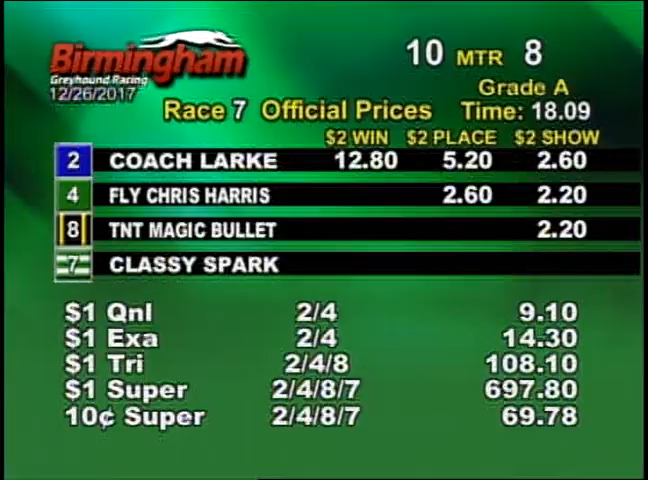 Birmingham
Greyhound Racing
12/26/2017
10 MTR 8
Grade A
Race 7 Official Prices Time: 18.09
$2 WIN $2 PLACE $2 SHOW
2 COACH LARKE 12.80 5.20 2.60
4 FLY CHRIS HARRIS 2.60 2.20
8 TNT MAGIC BULLET 2.20
7 CLASSY SPARK
$1 Qnl 2/4 9.10
$1 Exa 2/4 14.30
$1 Tri 2/4/8 108.10
$1 Super 2/4/8/7 697.80
10¢ Super 2/4/8/7 69.78